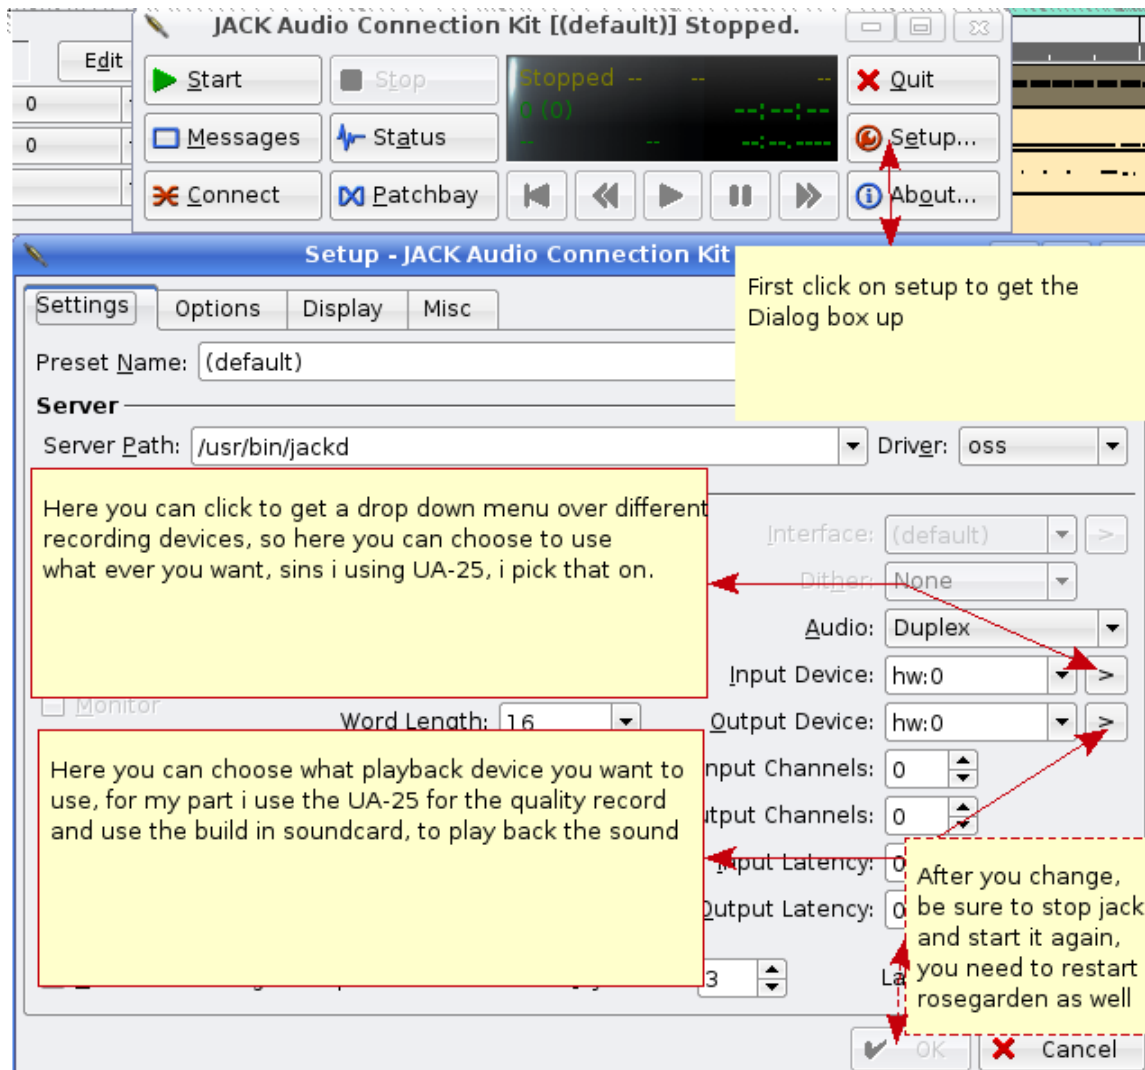 JACK Audio Connection Kit [(default)] Stopped.
Edit
Start
Stop
Stopped -- -- --
Quit
0
0 (0) --:--:--
Messages
Status
-- -- --:--.----
Setup...
0
Connect
Patchbay
About...
Setup - JACK Audio Connection Kit
First click on setup to get the
Dialog box up
Settings
Options
Display
Misc
Preset Name: (default)
Server
Server Path: /usr/bin/jackd
Driver: oss
Here you can click to get a drop down menu over different
recording devices, so here you can choose to use
what ever you want, sins i using UA-25, i pick that on.
Interface: (default) >
Dither: None
Audio: Duplex
Input Device: hw:0 >
Monitor
Word Length: 16
Output Device: hw:0 >
Here you can choose what playback device you want to
use, for my part i use the UA-25 for the quality record
and use the build in soundcard, to play back the sound
nput Channels: 0
utput Channels: 0
Input Latency: 0
Output Latency: 0
After you change,
be sure to stop jack
and start it again,
you need to restart
rosegarden as well
3
La
OK
Cancel